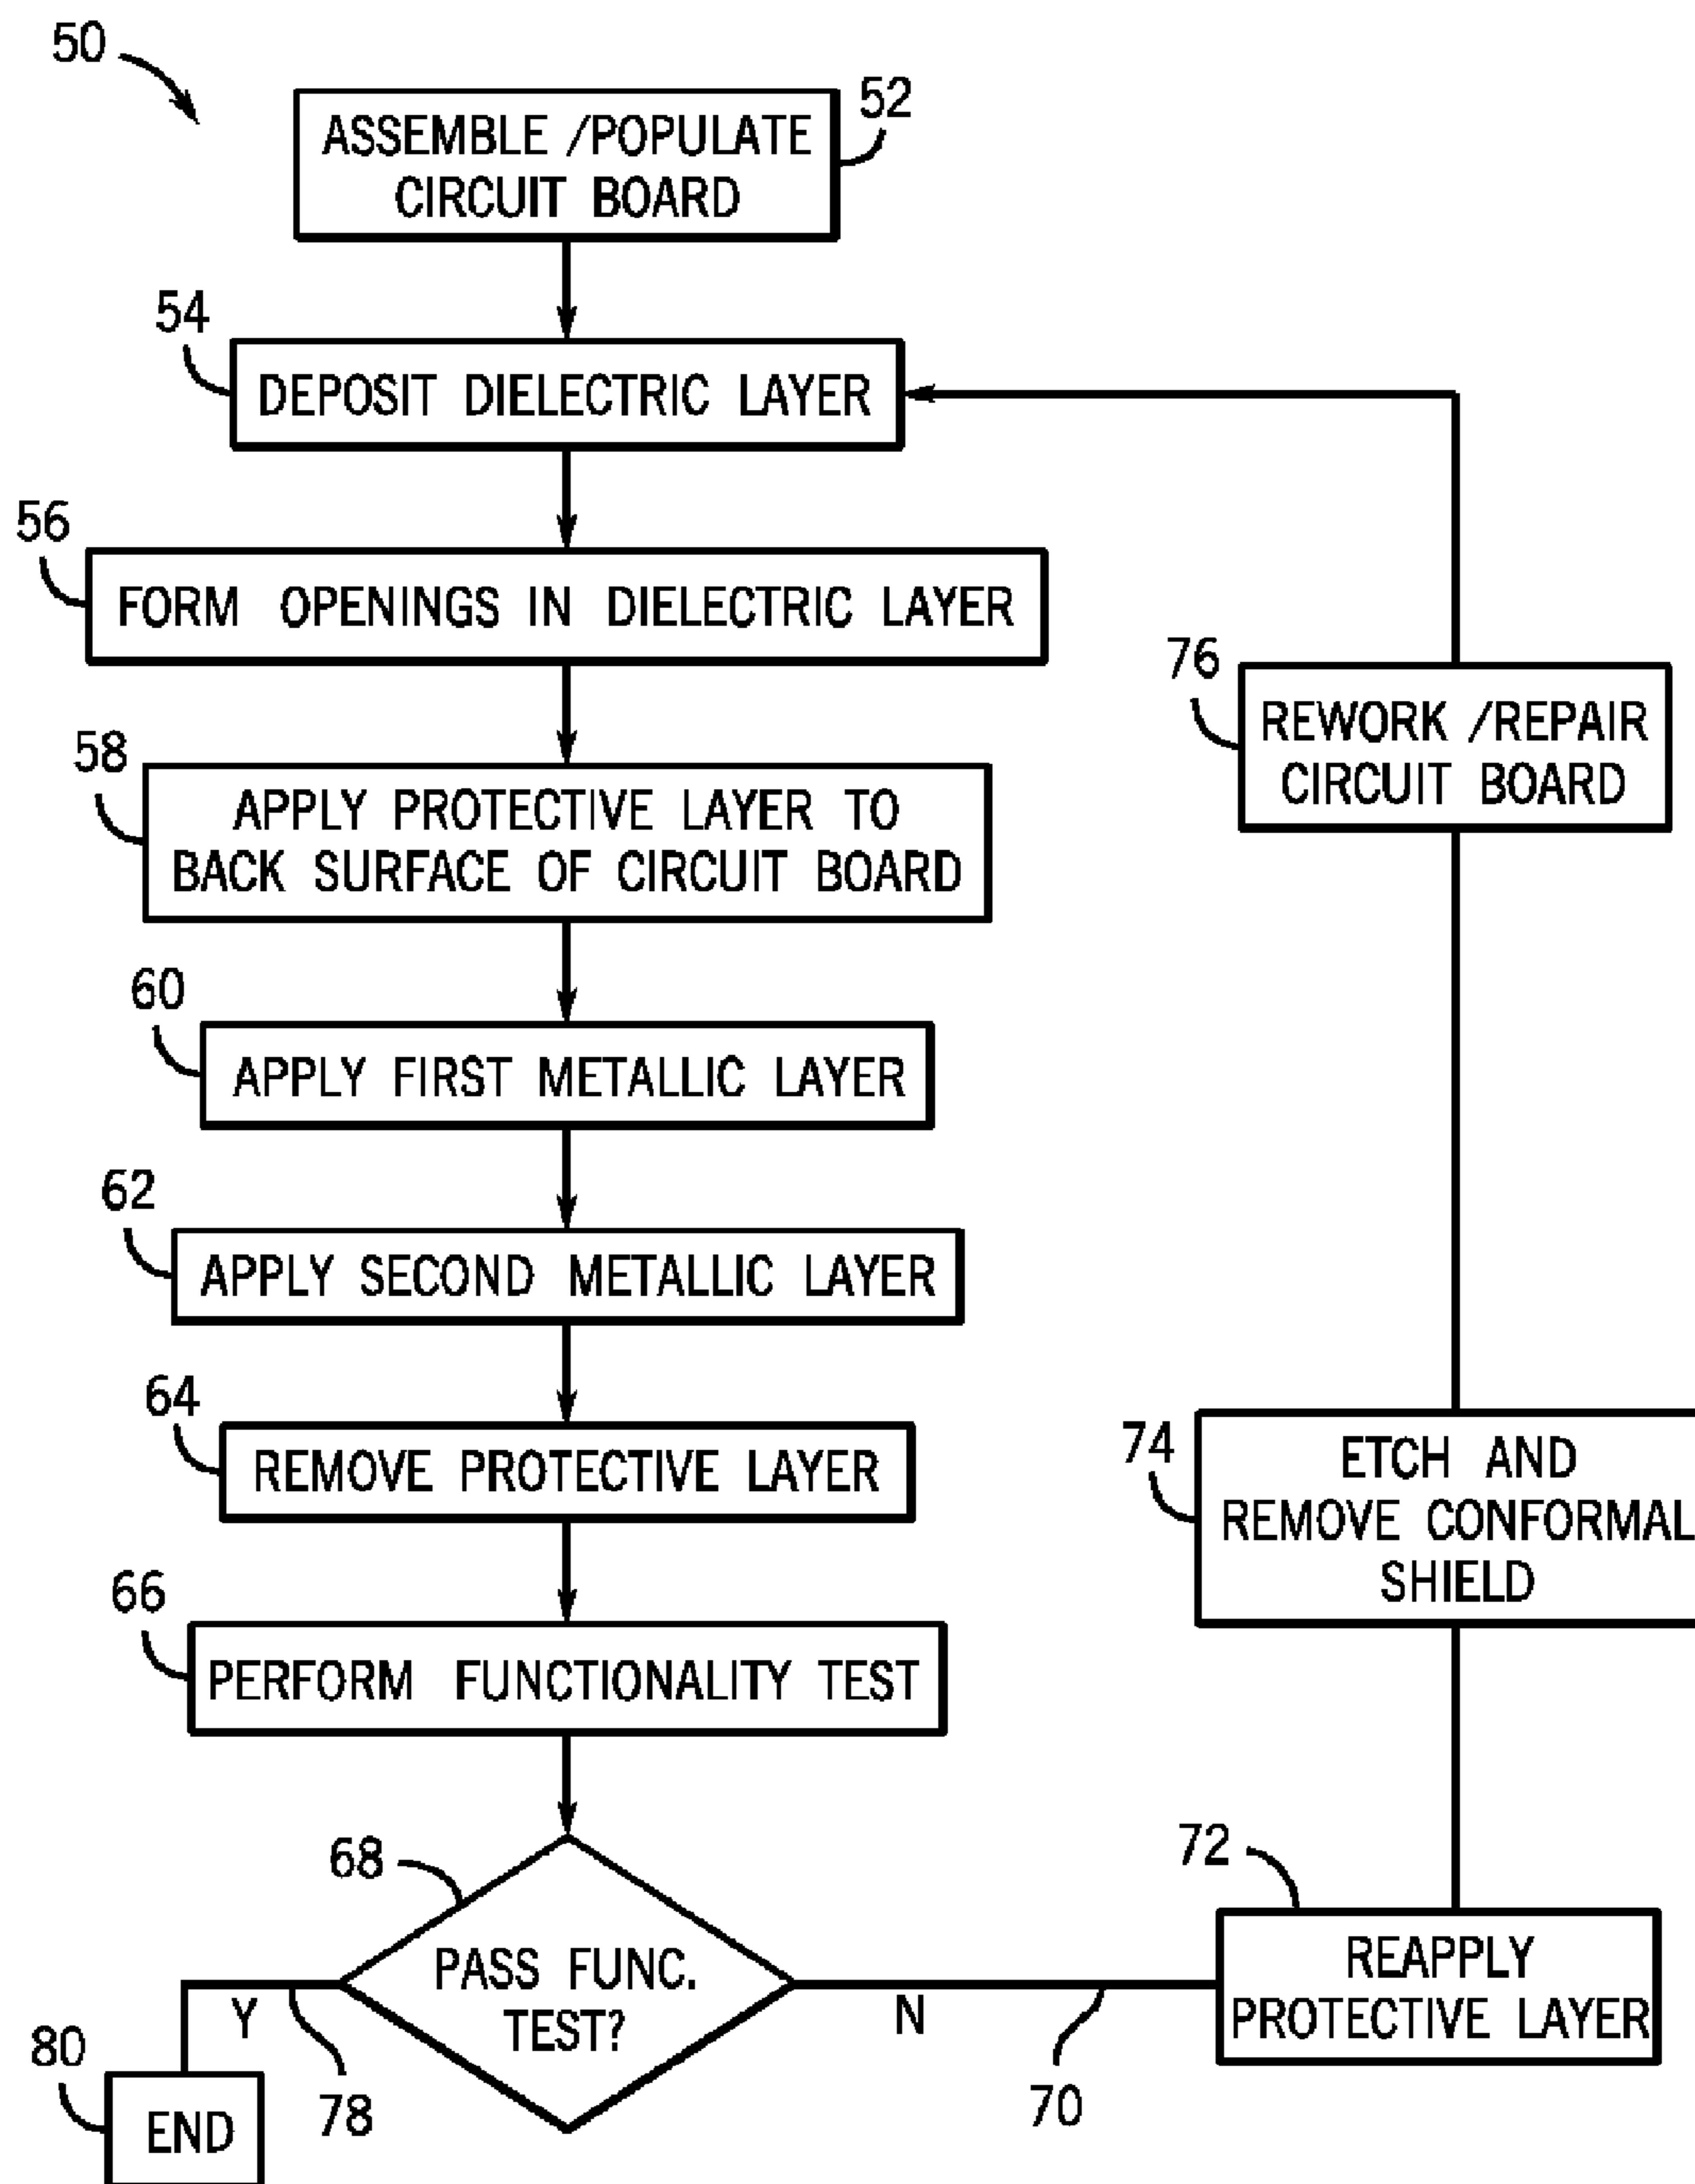 50
52
ASSEMBLE /POPULATE
CIRCUIT BOARD
54
DEPOSIT DIELECTRIC LAYER
56
FORM OPENINGS IN DIELECTRIC LAYER
58
APPLY PROTECTIVE LAYER TO
BACK SURFACE OF CIRCUIT BOARD
60
APPLY FIRST METALLIC LAYER
62
APPLY SECOND METALLIC LAYER
64
REMOVE PROTECTIVE LAYER
66
PERFORM FUNCTIONALITY TEST
68
PASS FUNC.
TEST?
Y
78
80
END
N
70
72
REAPPLY
PROTECTIVE LAYER
74
ETCH AND
REMOVE CONFORMAL
SHIELD
76
REWORK /REPAIR
CIRCUIT BOARD